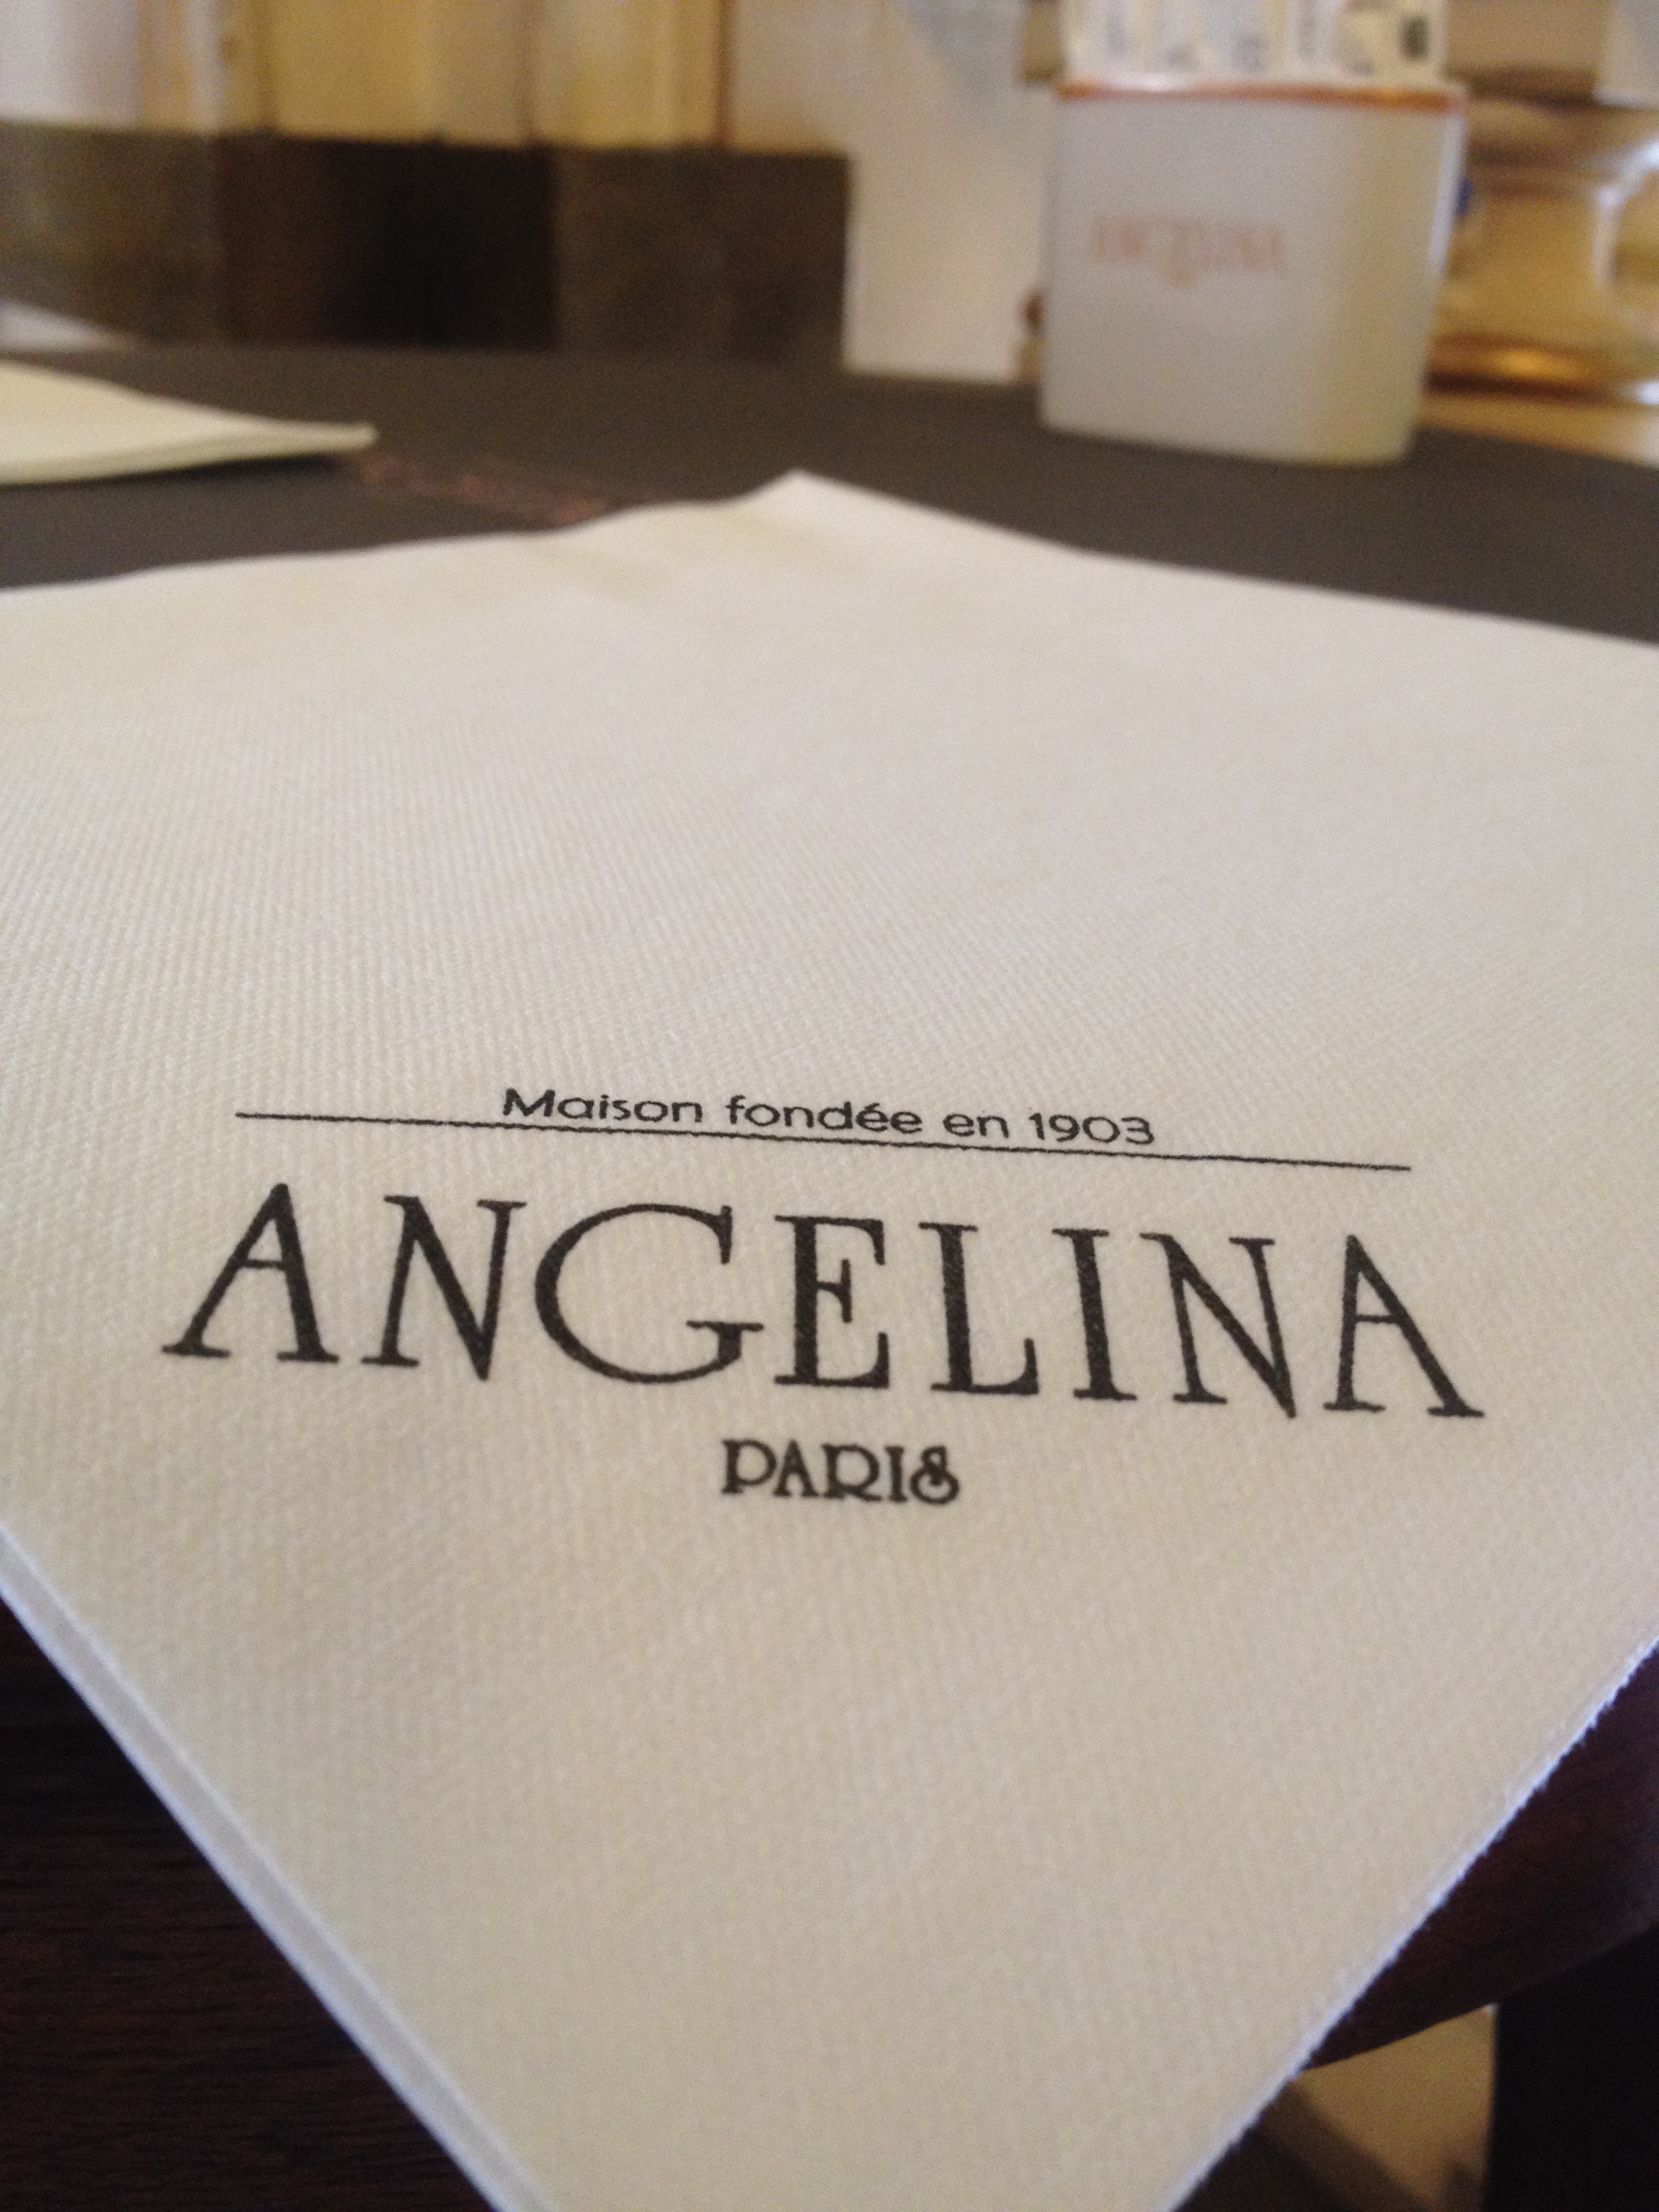 Maison fondée en 1903
ANGELINA
PARIS